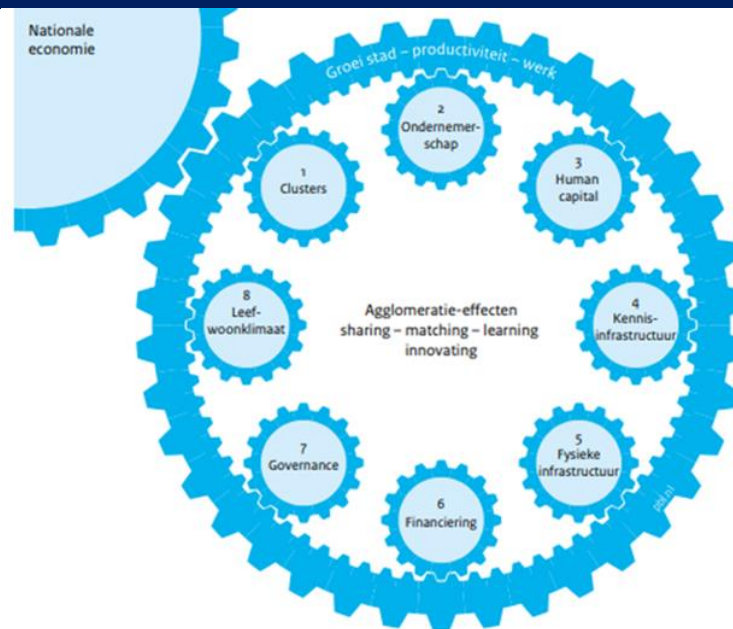 Nationale
economie
Groei stad – productiviteit – werk
1
Clusters
2
Ondernemer-
schap
3
Human
capital
4
Kennis-
infrastructuur
5
Fysieke
infrastructuur
6
Financiering
7
Governance
8
Leef-
woonklimaat
Agglomeratie-effecten
sharing – matching – learning
innovating
pbl.nl